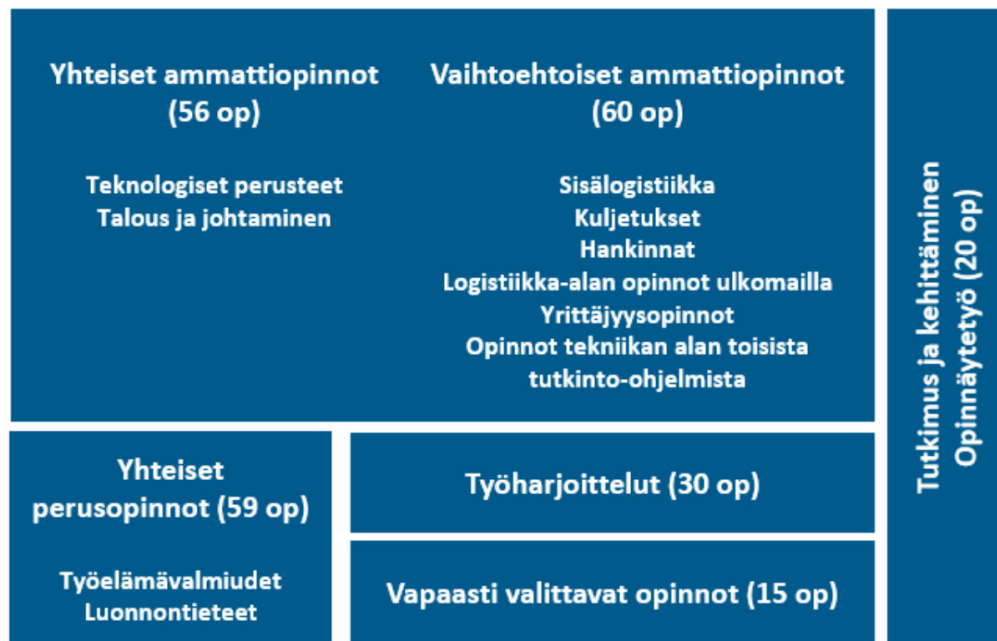 Yhteiset ammattiopinnot
(56 op)
Teknologiset perusteet
Talous ja johtaminen
Vaihtoehtoiset ammattiopinnot
(60 op)
Sisälogistiikka
Kuljetukset
Hankinnat
Logistiikka-alan opinnot ulkomailla
Yrittäjyysopinnot
Opinnot tekniikan alan toisista
tutkinto-ohjelmista
Tutkimus ja kehittäminen
Opinnäytetyö (20 op)
Yhteiset
perusopinnot (59 op)
Työelämävalmiudet
Luonnontieteet
Työharjoittelut (30 op)
Vapaasti valittavat opinnot (15 op)